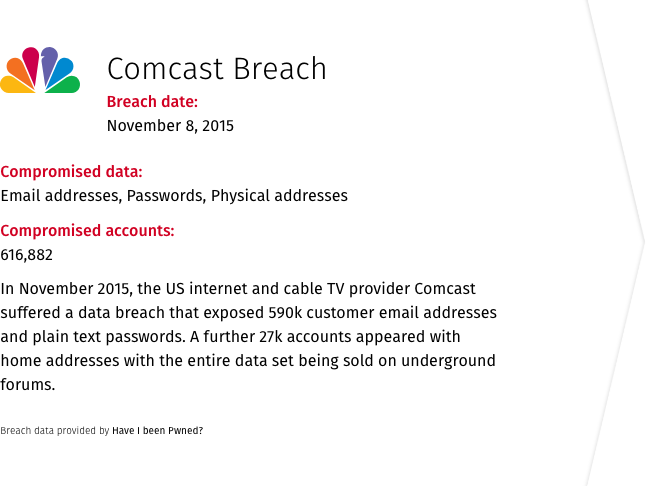 Comcast Breach
Breach date:
November 8, 2015
Compromised data:
Email addresses, Passwords, Physical addresses
Compromised accounts:
616,882
In November 2015, the US internet and cable TV provider Comcast
suffered a data breach that exposed 590k customer email addresses
and plain text passwords. A further 27k accounts appeared with
home addresses with the entire data set being sold on underground
forums.
Breach data provided by Have I been Pwned?